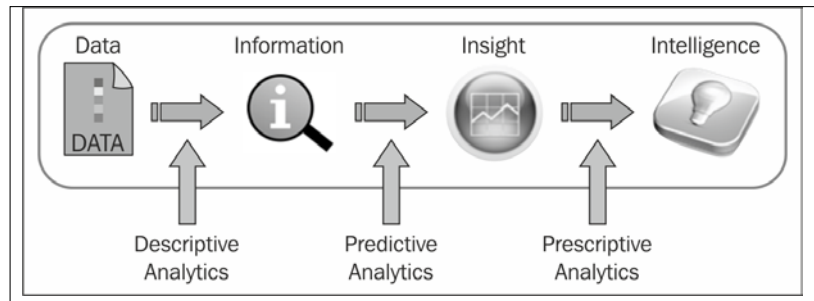 Data
Information
Insight
Intelligence
i
DATA
Descriptive
Analytics
Predictive
Analytics
Prescriptive
Analytics